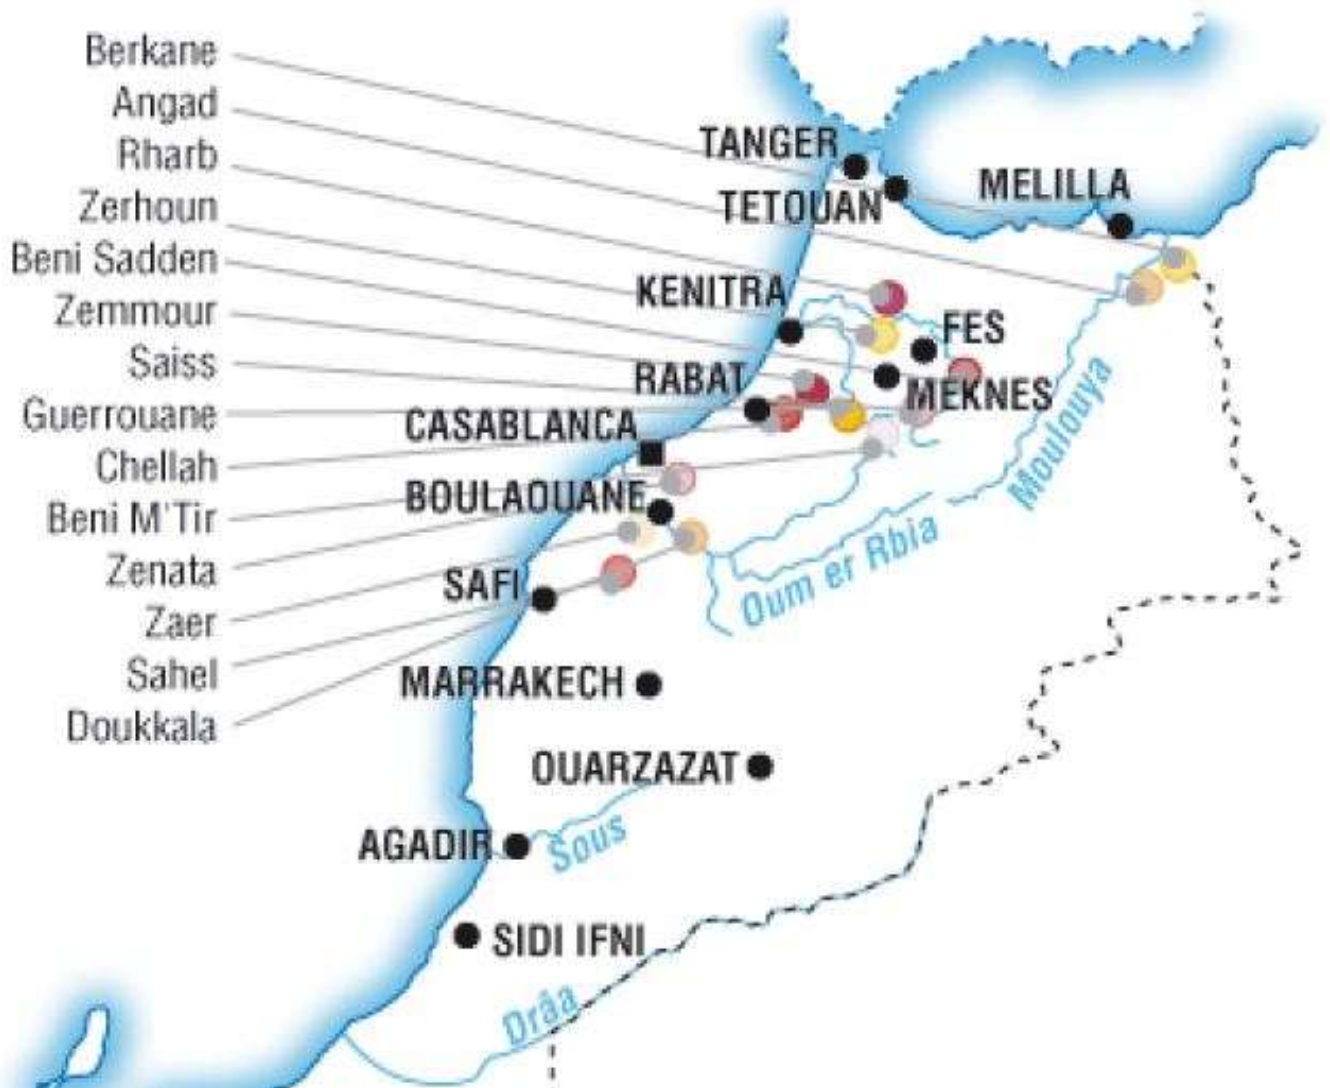 Berkane
Angad
Rharb
Zerhoun
Beni Sadden
Zemmour
Saiss
Guerrouane
Chellah
Beni M'Tir
Zenata
Zaer
Sahel
Doukkala
TANGER
TETOUAN
MELILLA
KENITRA
FES
RABAT
MEKNES
CASABLANCA
BOULAOUANE
Moulouya
Oum er Rbia
SAFI
MARRAKECH
OUARZAZAT
AGADIR
Sous
SIDI IFNI
Drâa